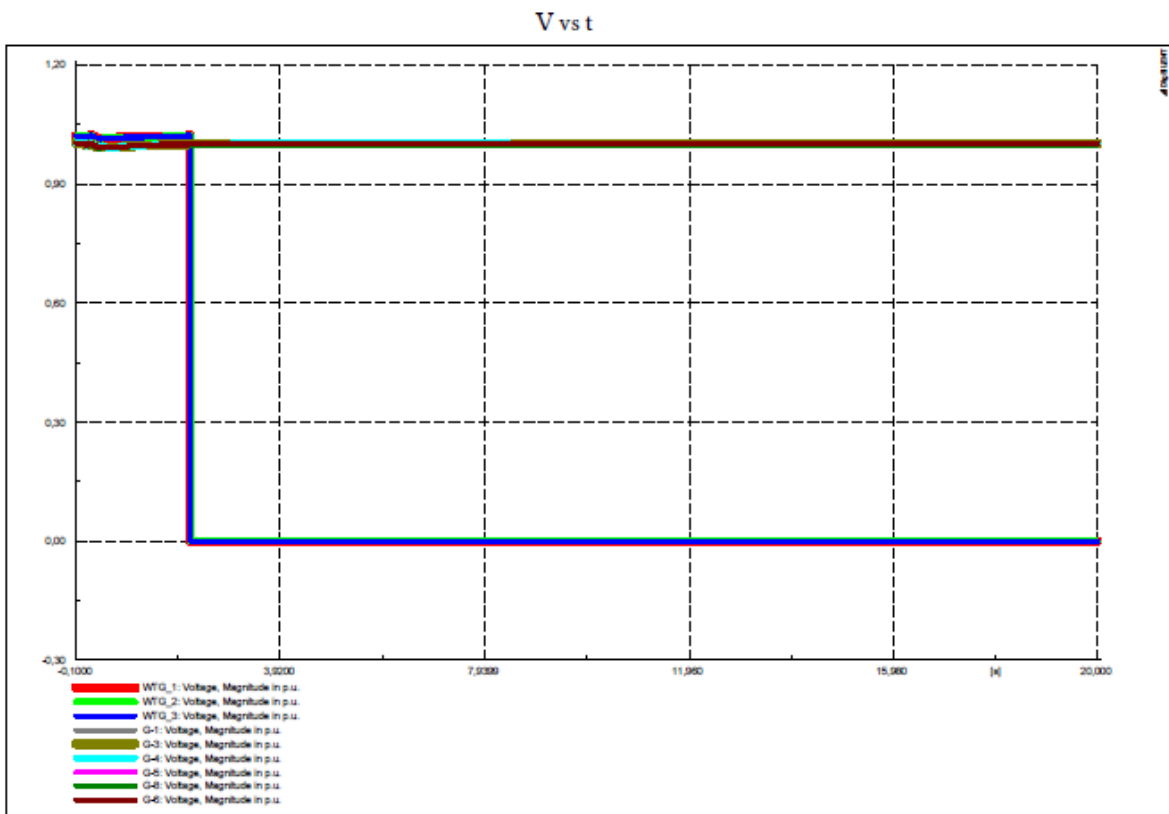 V vs t
DIgSILENT
1,20
0,90
0,60
0,30
0,00
-0,30
-0,1000 3,9200 7,9399 11,960 15,980 [s] 20,000
WTG_1: Voltage, Magnitude in p.u.
WTG_2: Voltage, Magnitude in p.u.
WTG_3: Voltage, Magnitude in p.u.
G-1: Voltage, Magnitude in p.u.
G-3: Voltage, Magnitude in p.u.
G-4: Voltage, Magnitude in p.u.
G-5: Voltage, Magnitude in p.u.
G-8: Voltage, Magnitude in p.u.
G-6: Voltage, Magnitude in p.u.